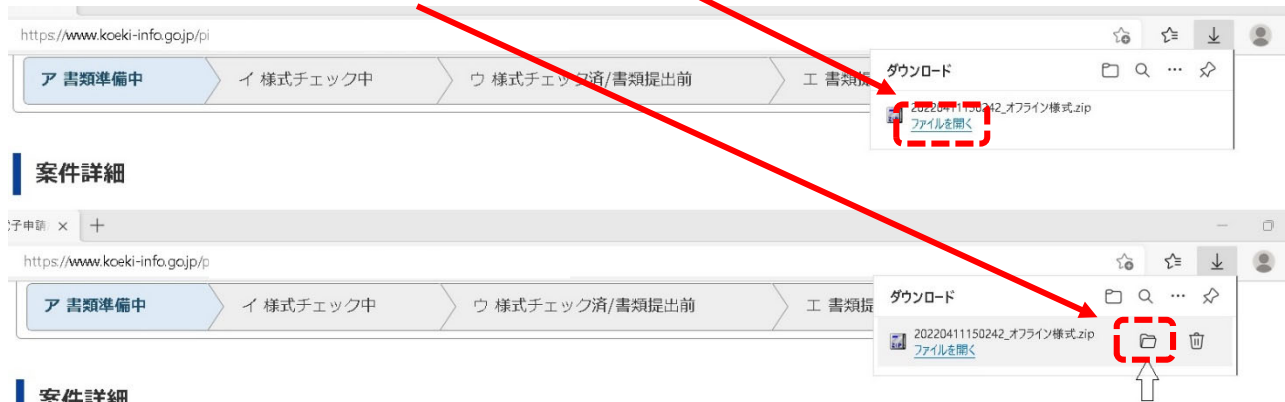 https://www.koeki-info.go.jp/pi
ア 書類準備中
イ 様式チェック中
ウ 様式チェック済/書類提出前
エ 書類提
ダウンロード
20220411150242_オフライン様式.zip
ファイルを開く
案件詳細
子申請
https://www.koeki-info.go.jp/p
ア 書類準備中
イ 様式チェック中
ウ 様式チェック済/書類提出前
エ 書類提
ダウンロード
20220411150242_オフライン様式.zip
ファイルを開く
案件詳細